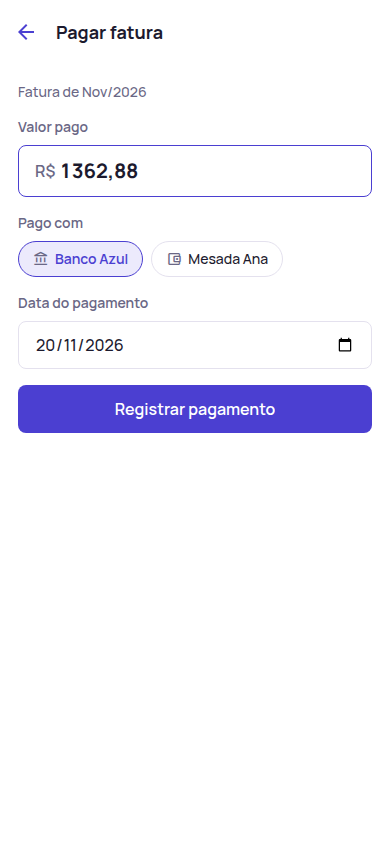 Pagar fatura
Fatura de Nov/2026
Valor pago
R$ 1362,88
Pago com
Banco Azul
Mesada Ana
Data do pagamento
20/11/2026
Registrar pagamento